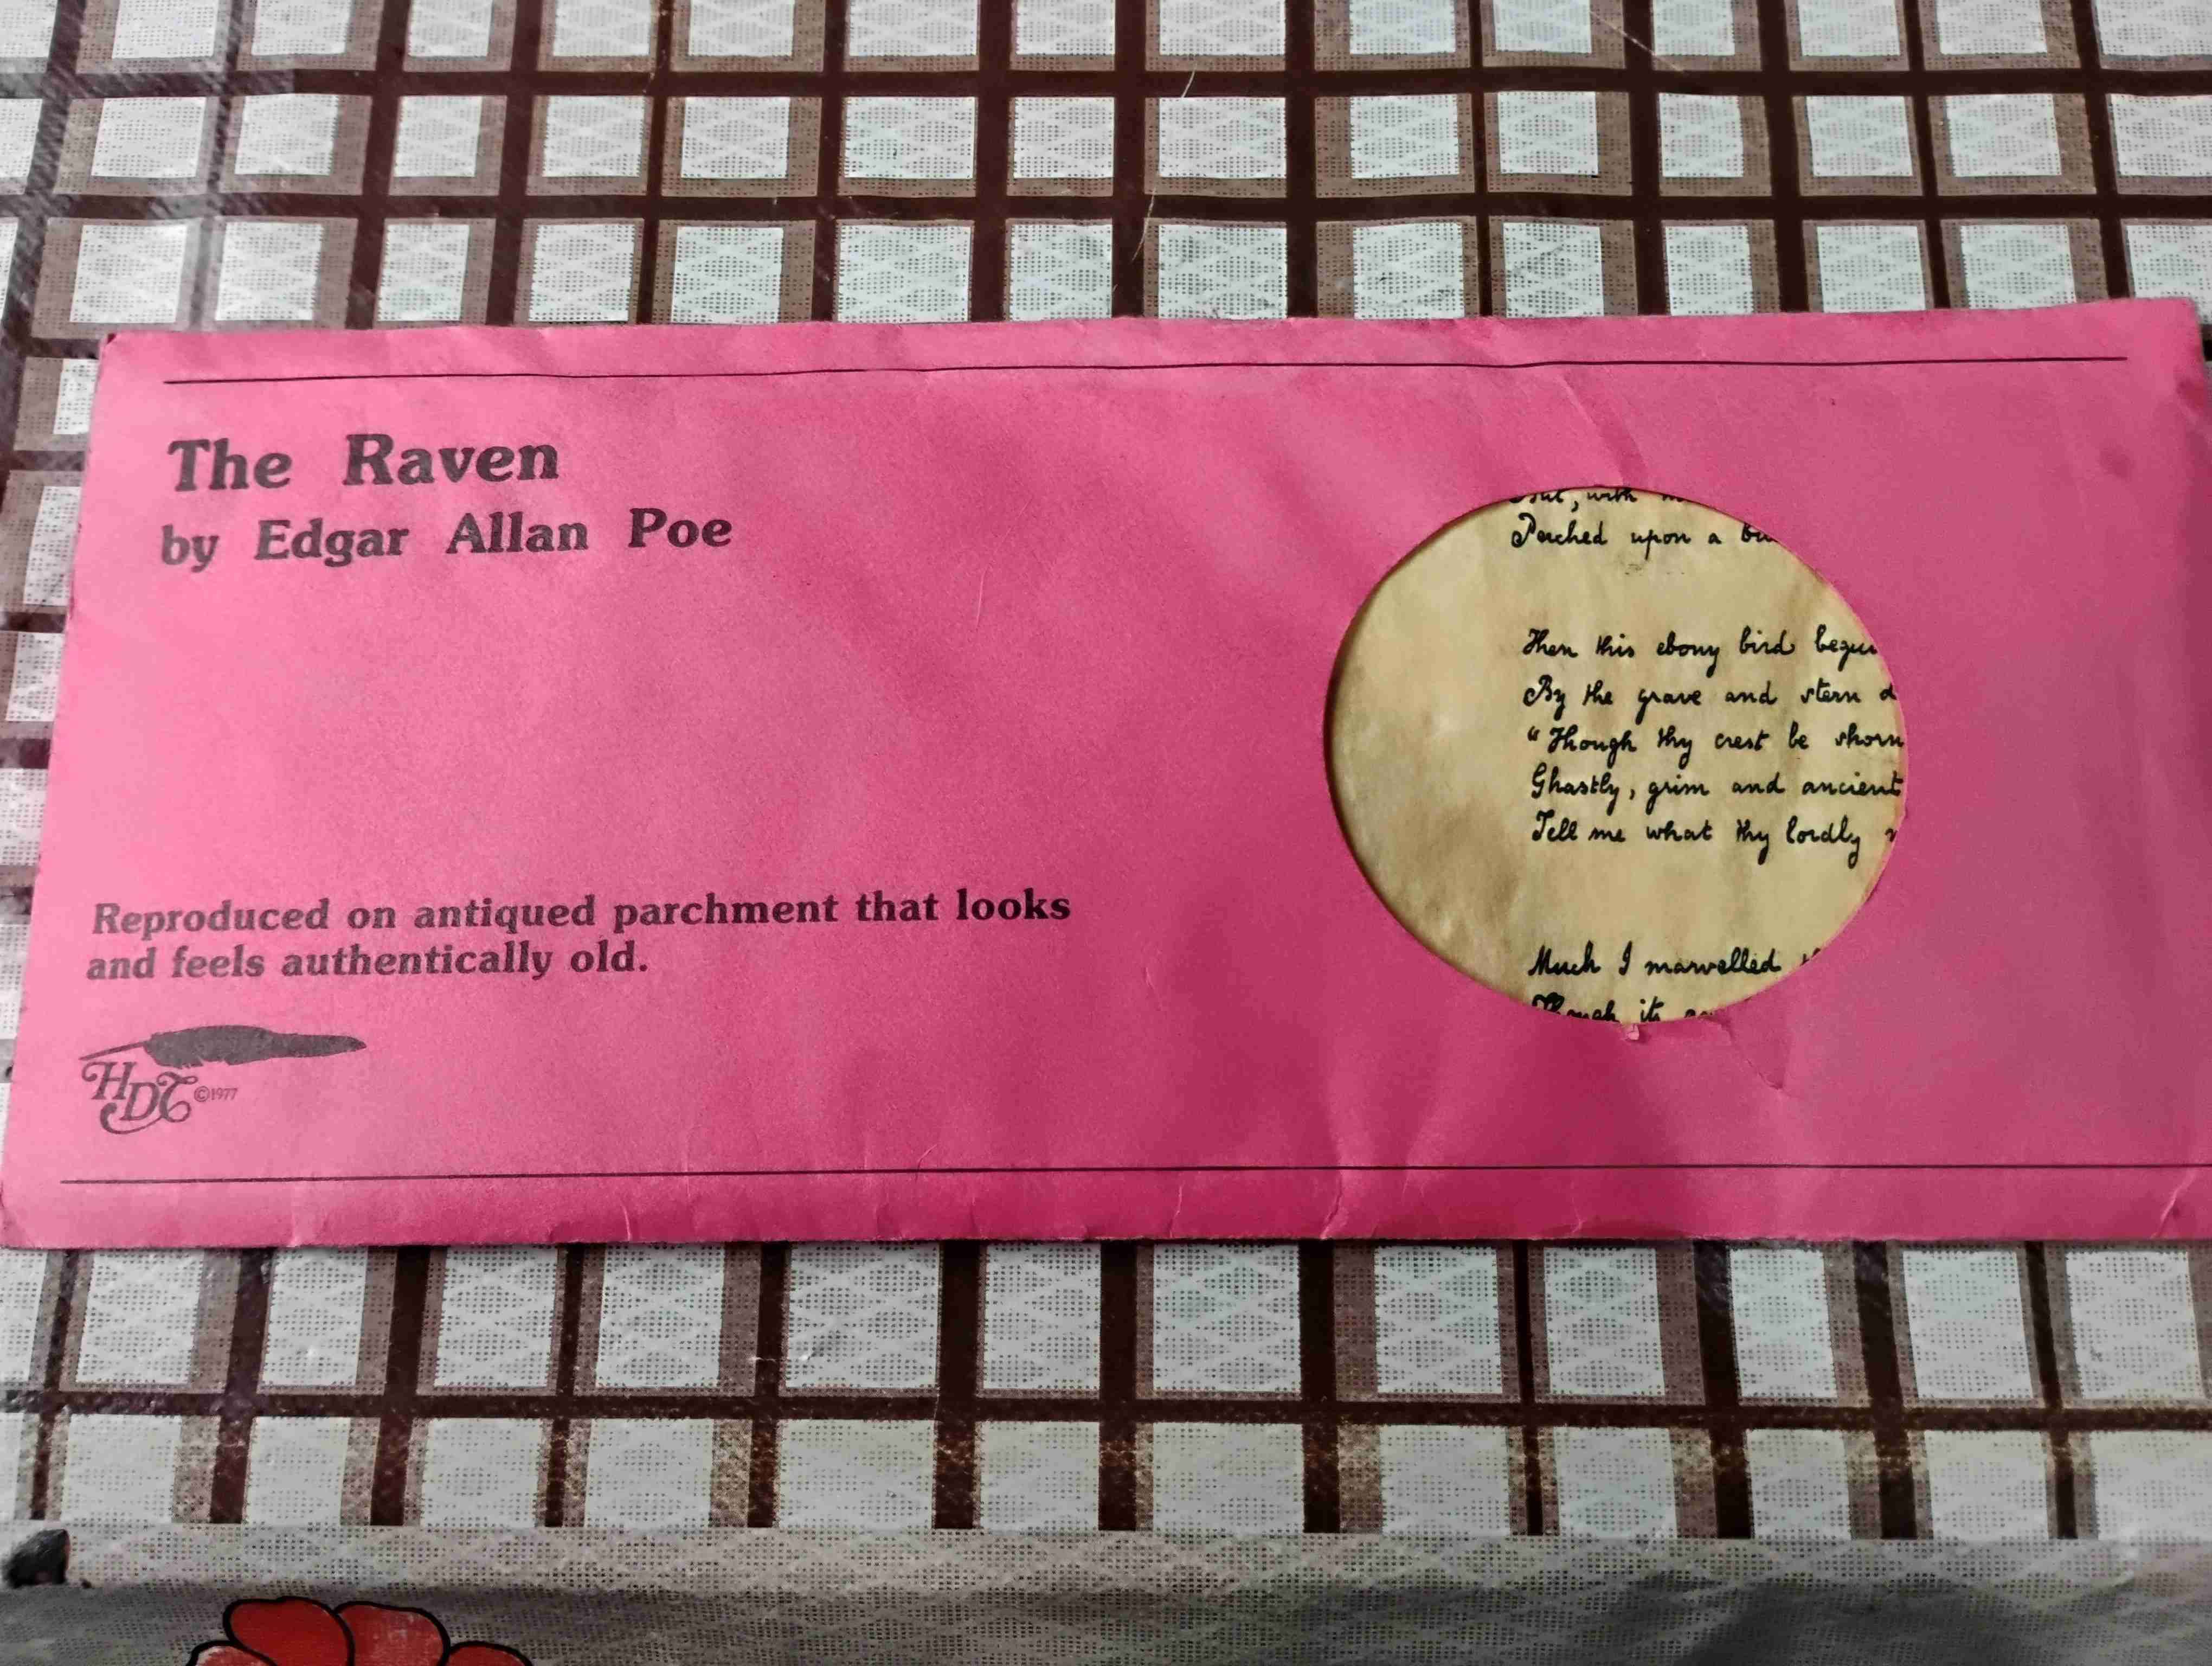 The Raven
by Edgar Allan Poe
Reproduced on antiqued parchment that looks
and feels authentically old.
HDT ©1977
Perched upon a
Then this ebony bird
By the grave and stern
“Though thy crest be shorn
Ghastly, grim and ancient
Tell me what thy lordly
Much I marvelled